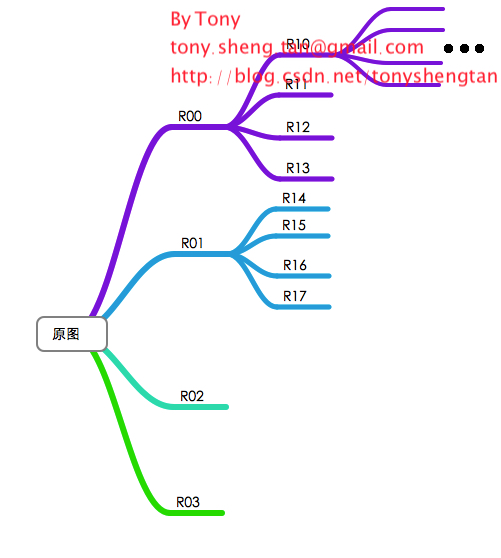 By Tony
tony.sheng.tan@gmail.com
http://blog.csdn.net/tonyshengtan
R10
R11
R00
R12
R13
R14
R15
R01
R16
R17
原图
R02
R03